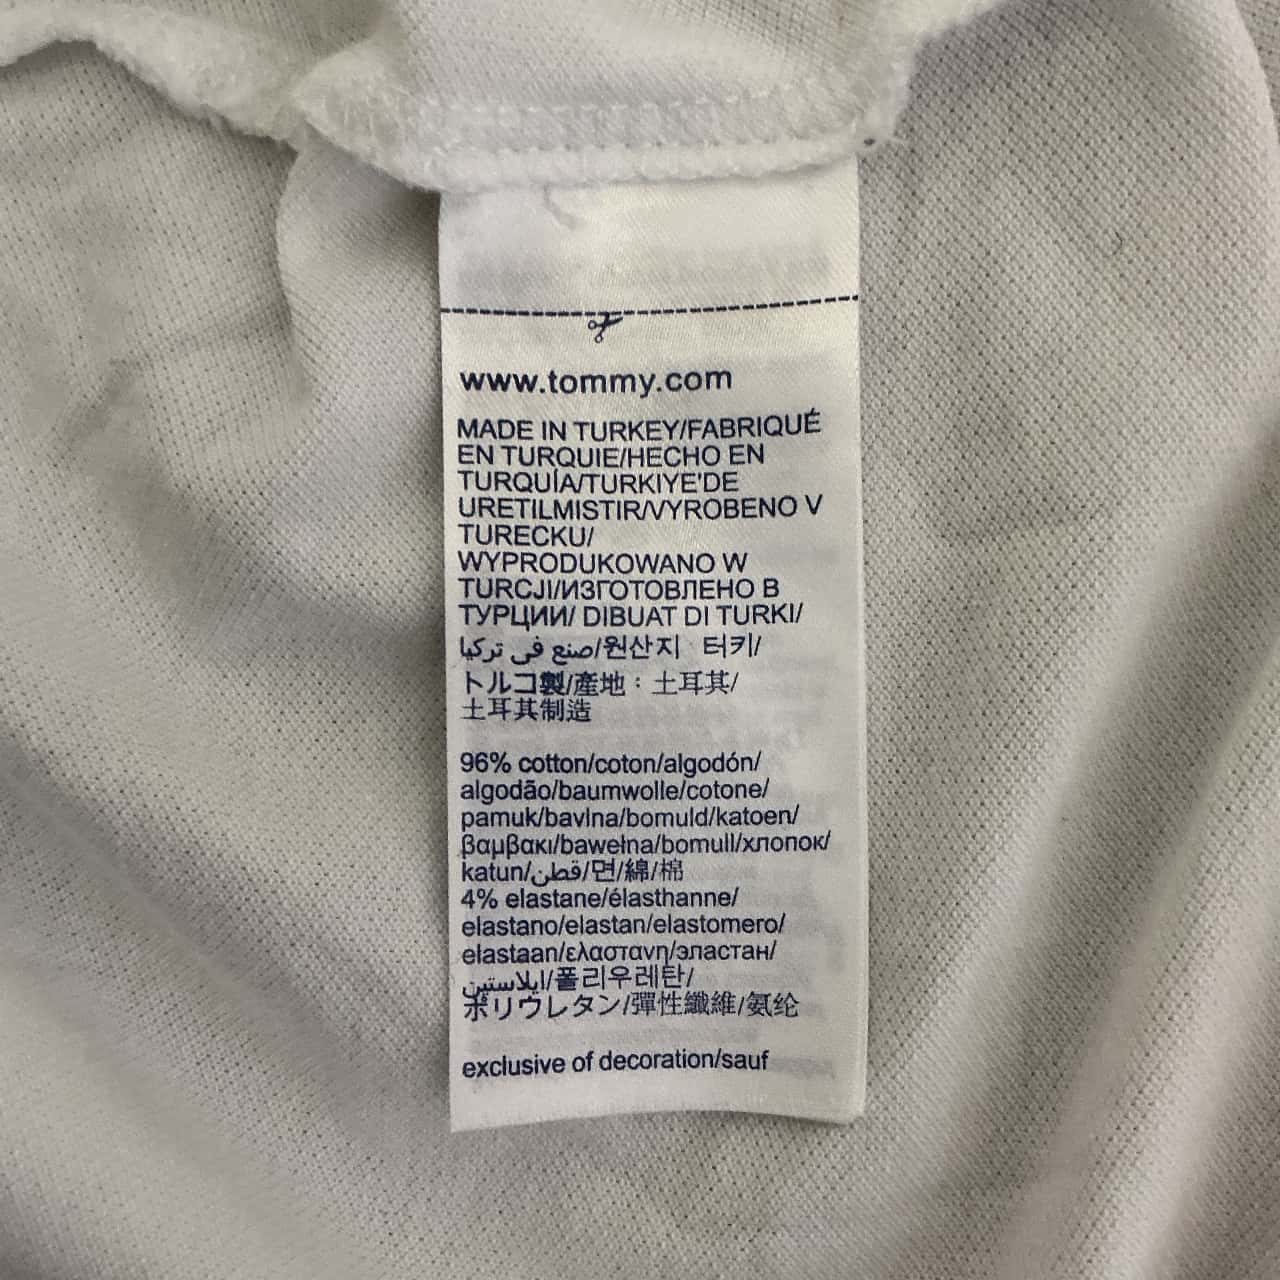 www.tommy.com
MADE IN TURKEY/FABRIQUÉ
EN TURQUIE/HECHO EN
TURQUÍA/TURKIYE'DE
URETILMISTIR/VYROBENO V
TURECKU/
WYPRODUKOWANO W
TURCJI/ИЗГОТОВЛЕНО В
ТУРЦИИ/ DIBUAT DI TURKI/
صنع في تركيا/원산지 : 터키/
トルコ製/產地：土耳其/
土耳其制造
96% cotton/coton/algodón/
algodão/baumwolle/cotone/
pamuk/bavlna/bomuld/katoen/
βαμβακι/bawełna/bomull/хлопок/
katun/قطن/면/綿/棉
4% elastane/élasthanne/
elastano/elastan/elastomero/
elastaan/ελαστανη/эластан/
ايلاستين/폴리우레탄/
ポリウレタン/彈性纖維/氨纶
exclusive of decoration/sauf